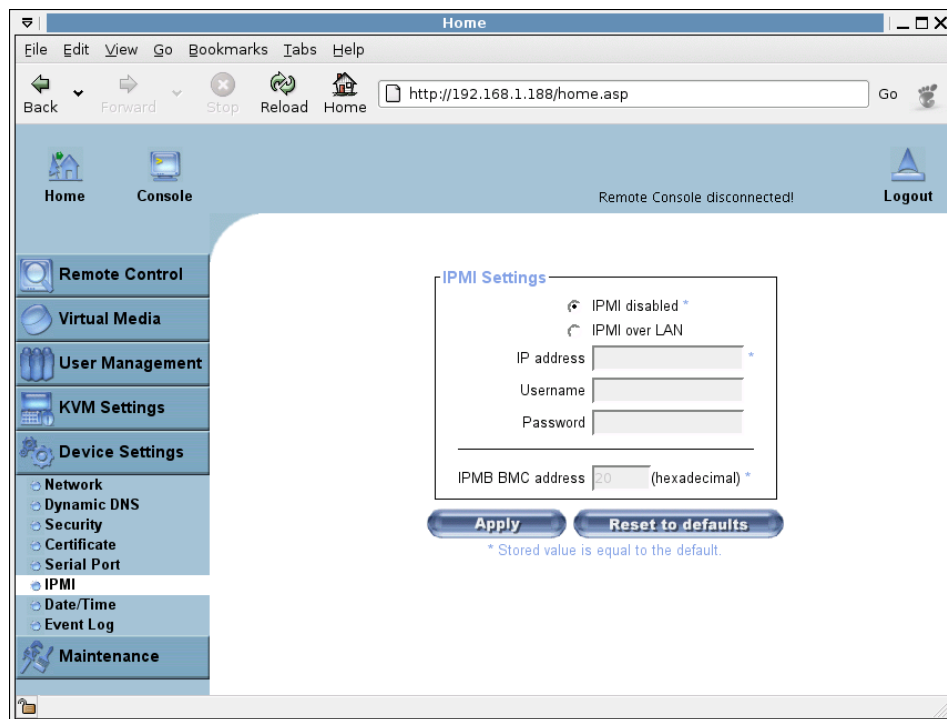 Home
File Edit View Go Bookmarks Tabs Help
Back Forward Stop Reload Home http://192.168.1.188/home.asp Go
Home Console Remote Console disconnected! Logout
Remote Control
Virtual Media
User Management
KVM Settings
Device Settings
Network
Dynamic DNS
Security
Certificate
Serial Port
IPMI
Date/Time
Event Log
Maintenance
IPMI Settings
IPMI disabled *
IPMI over LAN
IP address *
Username
Password
IPMB BMC address 20 (hexadecimal) *
Apply Reset to defaults
* Stored value is equal to the default.